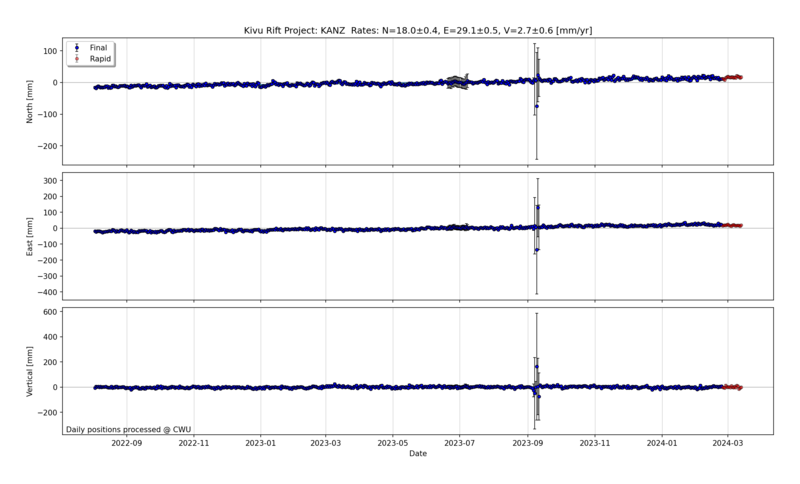 Kivu Rift Project: KANZ  Rates: N=18.0±0.4, E=29.1±0.5, V=2.7±0.6 [mm/yr]
Final
Rapid
North [mm]
100
0
−100
−200
East [mm]
300
200
100
0
−100
−200
−300
−400
Vertical [mm]
600
400
200
0
−200
Daily positions processed @ CWU
2022-09 2022-11 2023-01 2023-03 2023-05 2023-07 2023-09 2023-11 2024-01 2024-03
Date